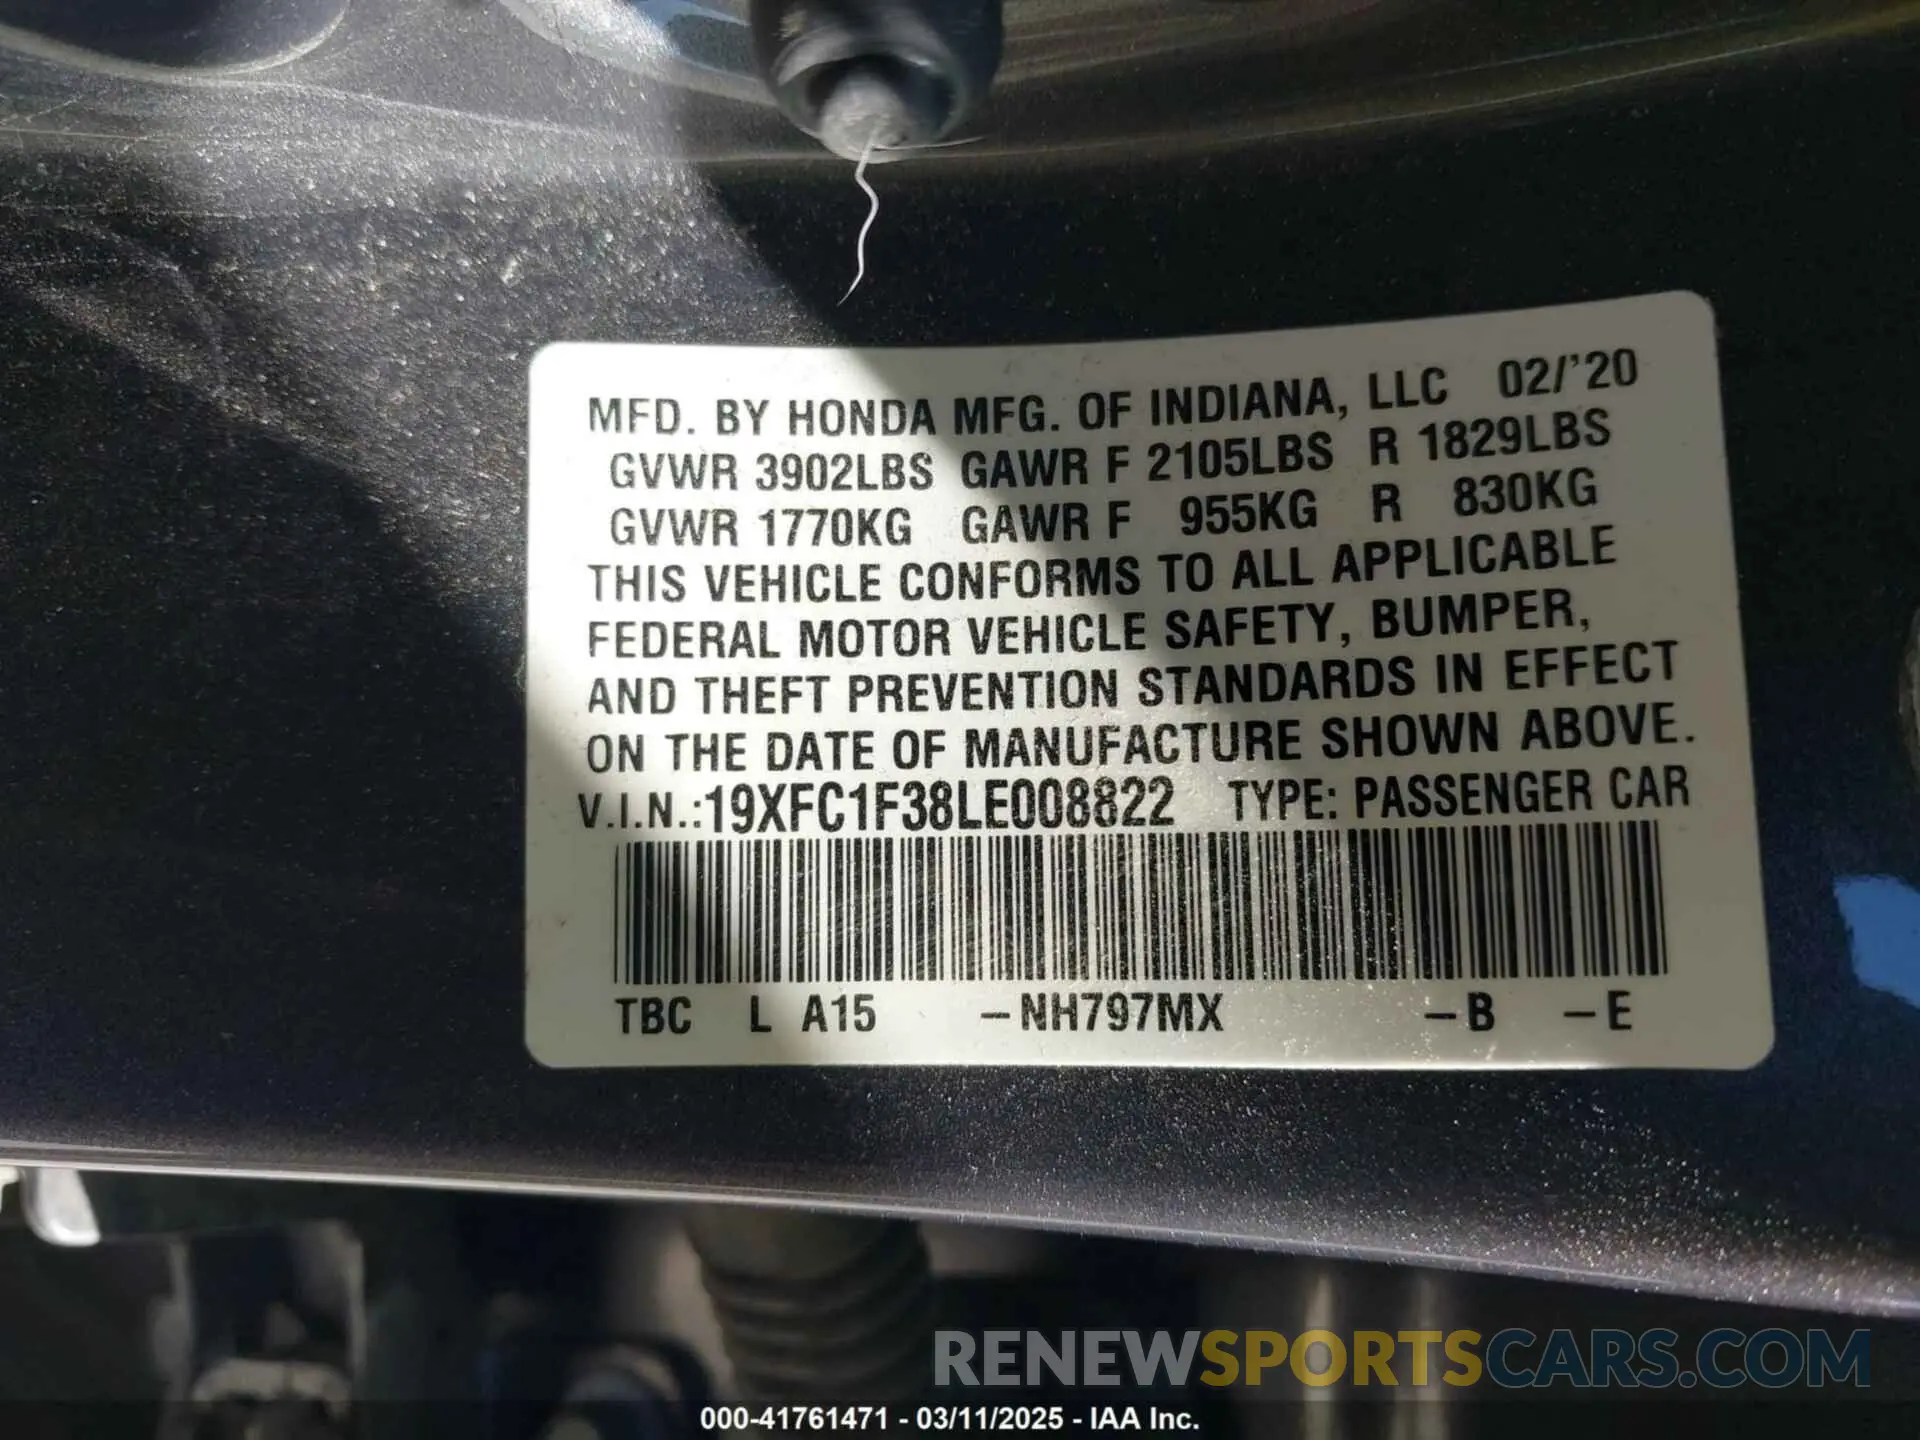 MFD. BY HONDA MFG. OF INDIANA, LLC 02/'20
GVWR 3902LBS GAWR F 2105LBS R 1829LBS
GVWR 1770KG GAWR F 955KG R 830KG
THIS VEHICLE CONFORMS TO ALL APPLICABLE
FEDERAL MOTOR VEHICLE SAFETY, BUMPER,
AND THEFT PREVENTION STANDARDS IN EFFECT
ON THE DATE OF MANUFACTURE SHOWN ABOVE.
V.I.N.:19XFC1F38LE008822 TYPE: PASSENGER CAR
TBC L A15 –NH797MX –B –E
RENEWSPORTSCARS.COM
000-41761471 - 03/11/2025 - IAA Inc.